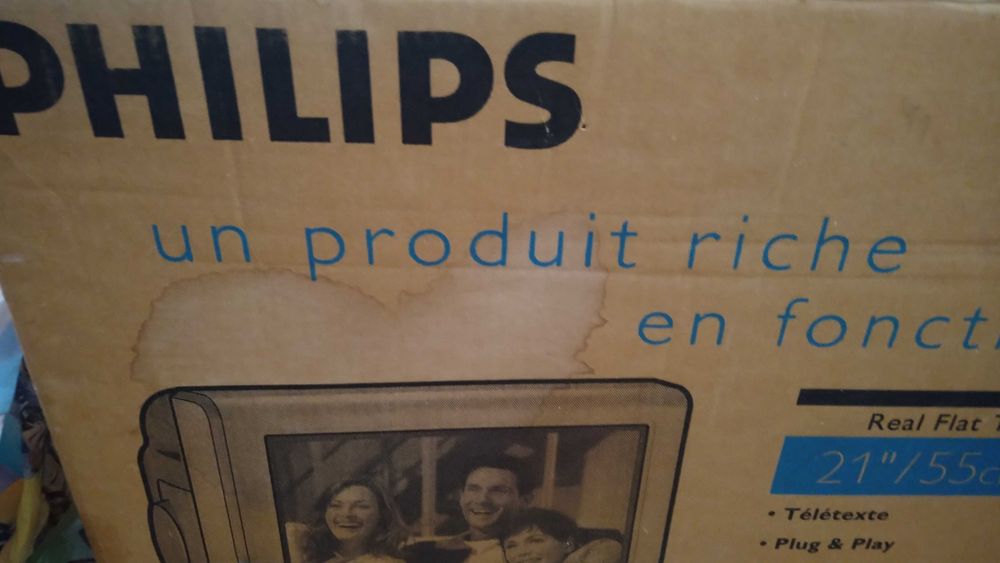 PHILIPS
un produit riche
en foncti
Real Flat T
21"/55c
• Télétexte
• Plug & Play